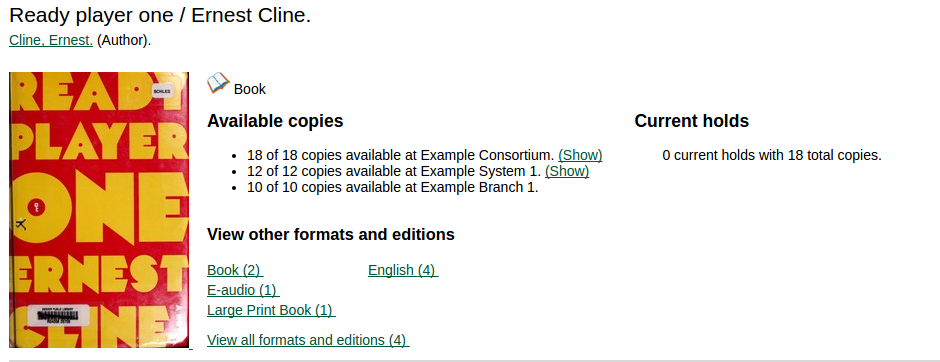 Ready player one / Ernest Cline.
Cline, Ernest. (Author).
READY
PLAYER
ONE
ERNEST
CLINE
Book
Available copies
18 of 18 copies available at Example Consortium. (Show)
12 of 12 copies available at Example System 1. (Show)
10 of 10 copies available at Example Branch 1.
Current holds
0 current holds with 18 total copies.
View other formats and editions
Book (2)
English (4)
E-audio (1)
Large Print Book (1)
View all formats and editions (4)